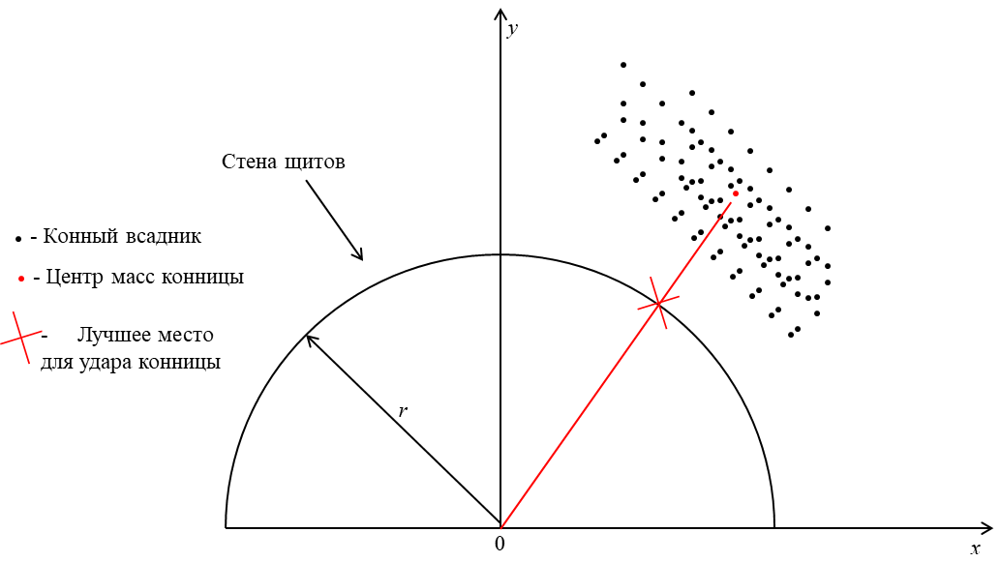 y
Стена щитов
- Конный всадник
- Центр масс конницы
- Лучшее место
для удара конницы
r
0
x